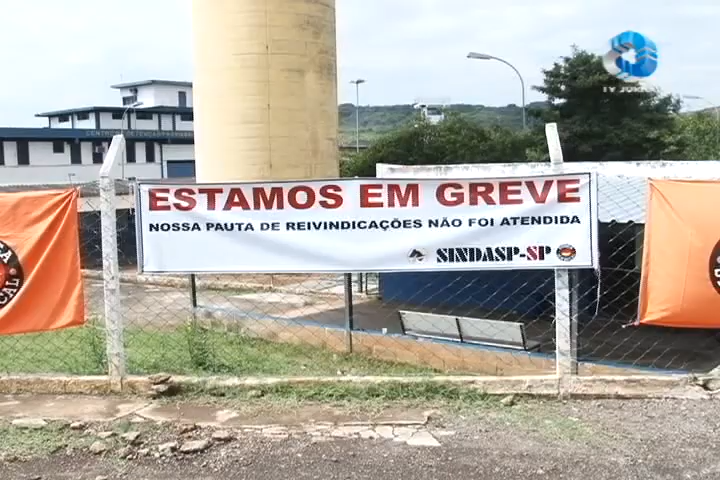 ESTAMOS EM GREVE
NOSSA PAUTA DE REIVINDICAÇÕES NÃO FOI ATENDIDA
SINDASP-SP